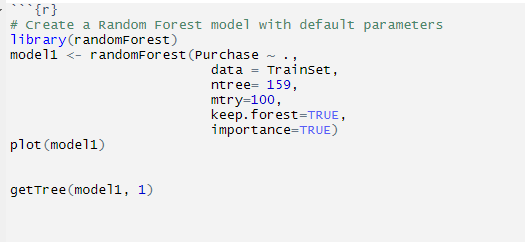 ```{r}
# Create a Random Forest model with default parameters
library(randomForest)
model1 <- randomForest(Purchase ~ .,
data = TrainSet,
ntree= 159,
mtry=100,
keep.forest=TRUE,
importance=TRUE)
plot(model1)
getTree(model1, 1)